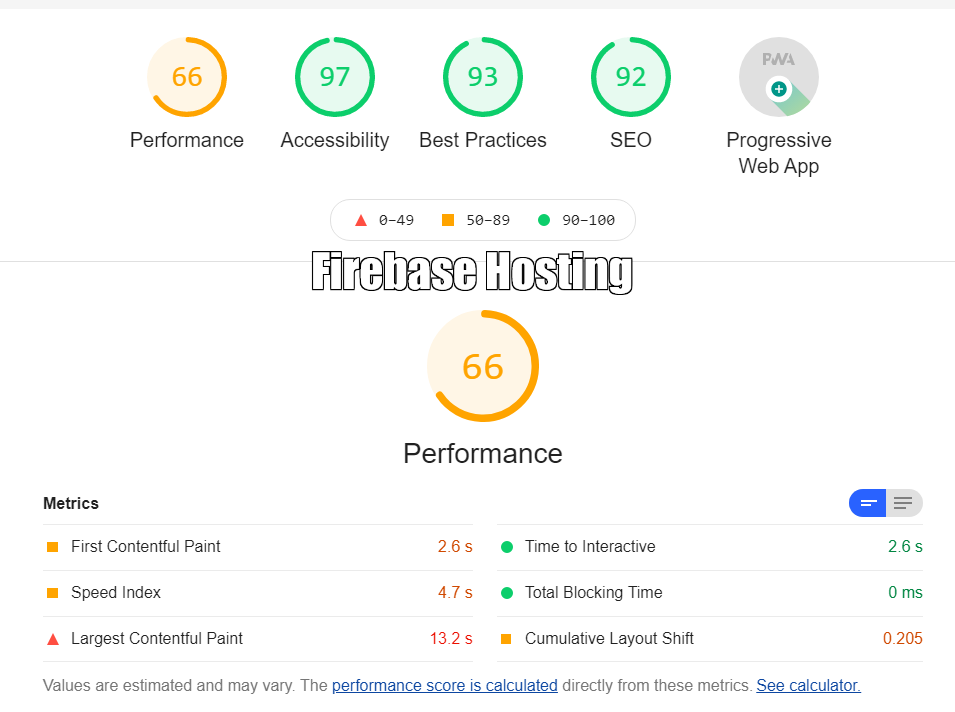 66 97 93 92 PWA
Performance Accessibility Best Practices SEO Progressive
Web App
0–49 50–89 90–100
Firebase Hosting
66
Performance
Metrics
First Contentful Paint 2.6 s Time to Interactive 2.6 s
Speed Index 4.7 s Total Blocking Time 0 ms
Largest Contentful Paint 13.2 s Cumulative Layout Shift 0.205
Values are estimated and may vary. The performance score is calculated directly from these metrics. See calculator.